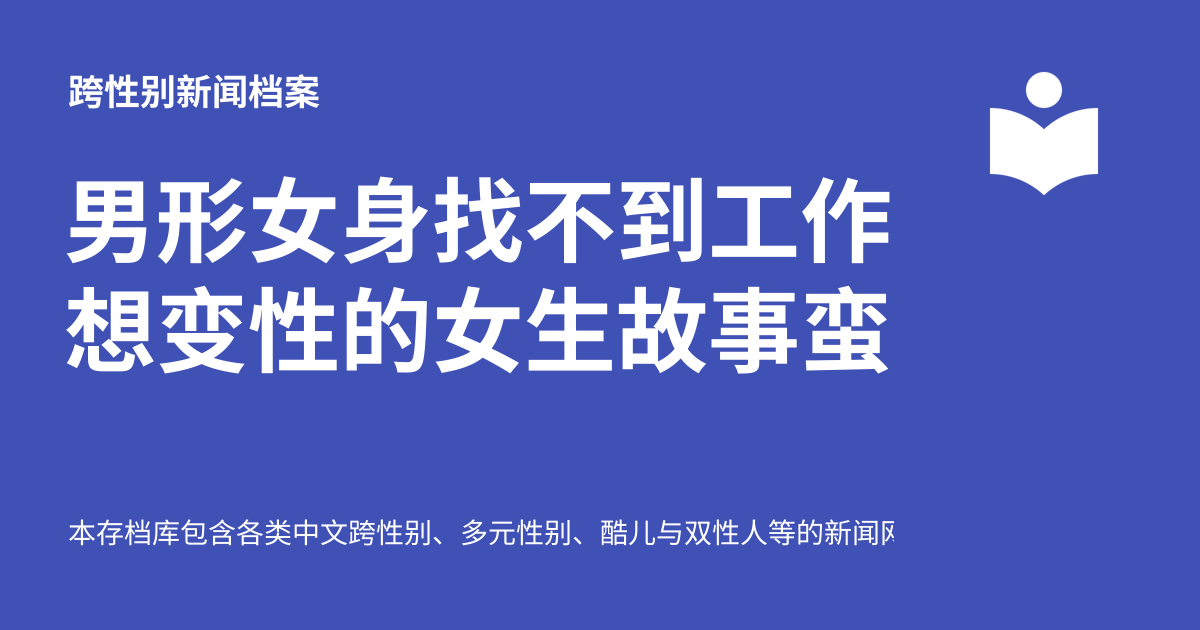 跨性别新闻档案
男形女身找不到工作
想变性的女生故事蛮
本存档库包含各类中文跨性别、多元性别、酷儿与双性人等的新闻网